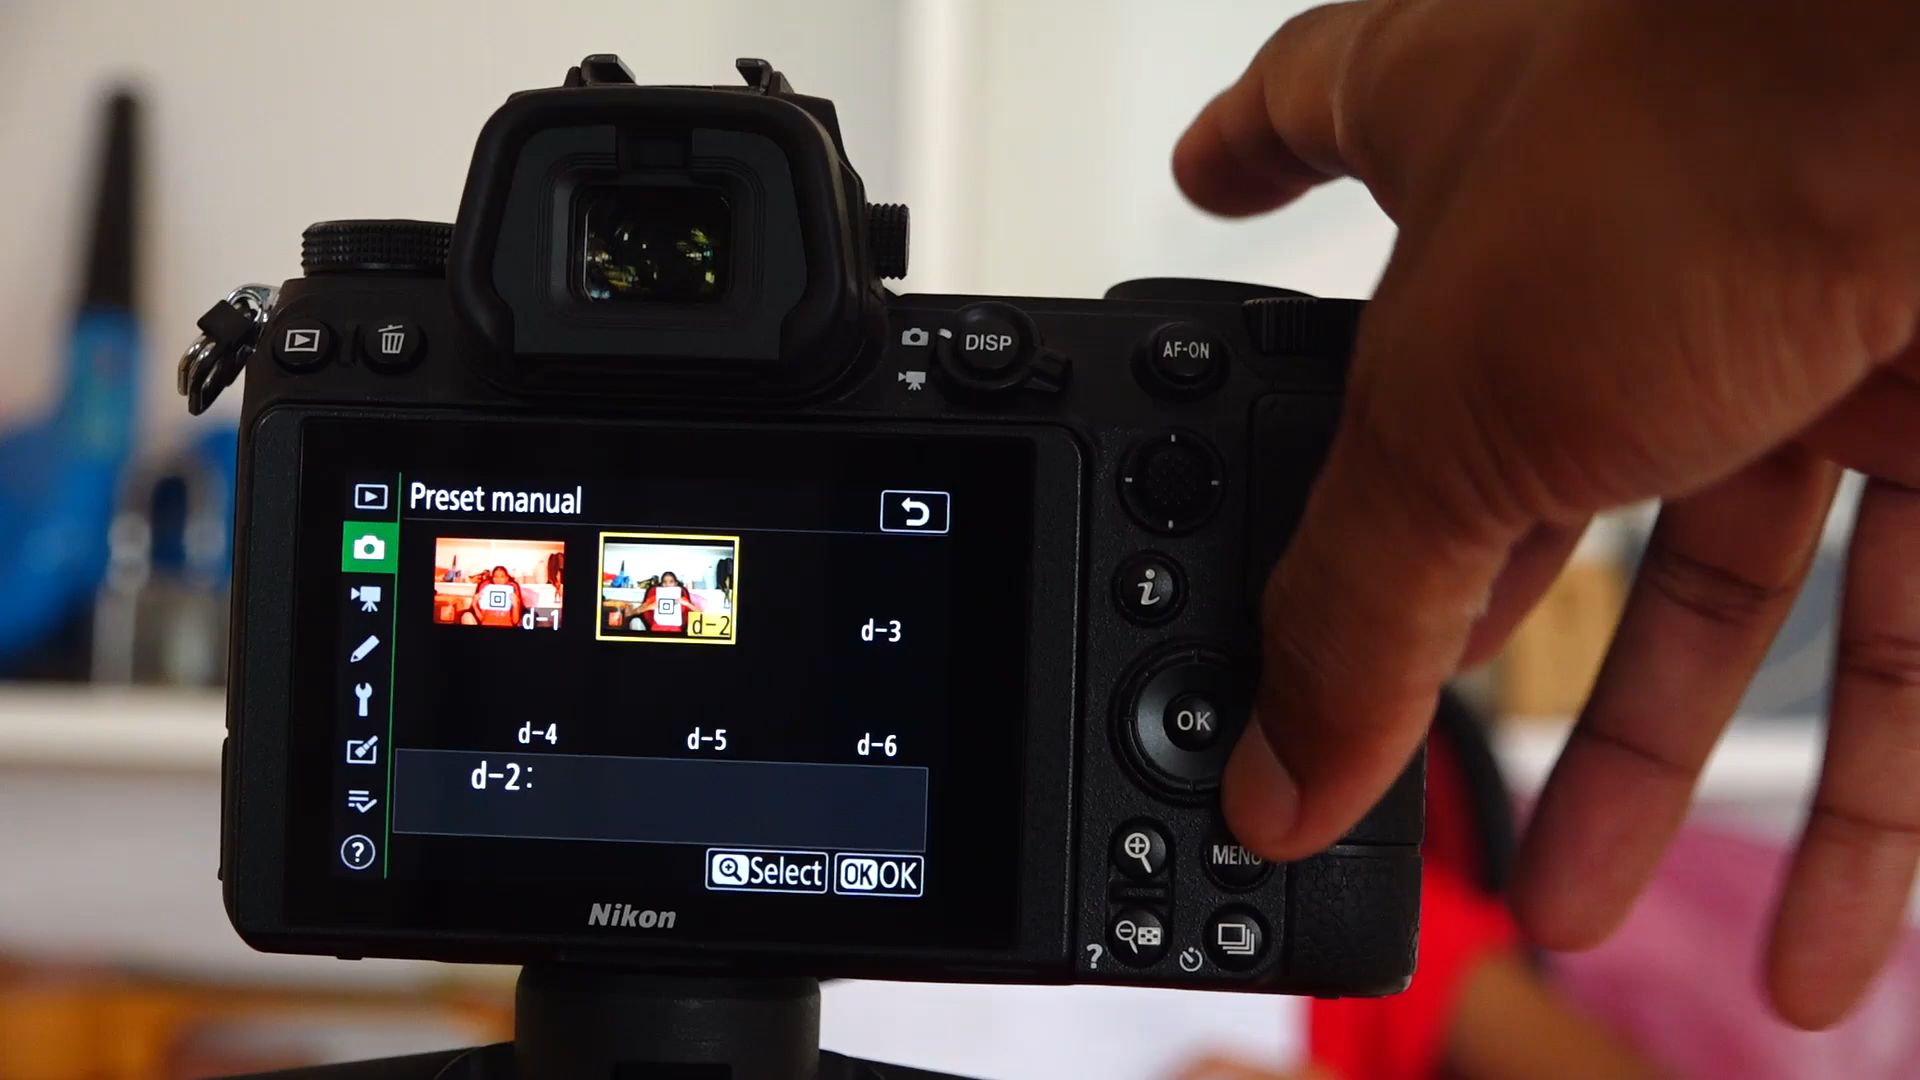 DISP
AF-ON
Preset manual
i
d-1
d-2
d-3
OK
d-4
d-5
d-6
d-2:
MENU
Select
OK OK
?
Nikon
?